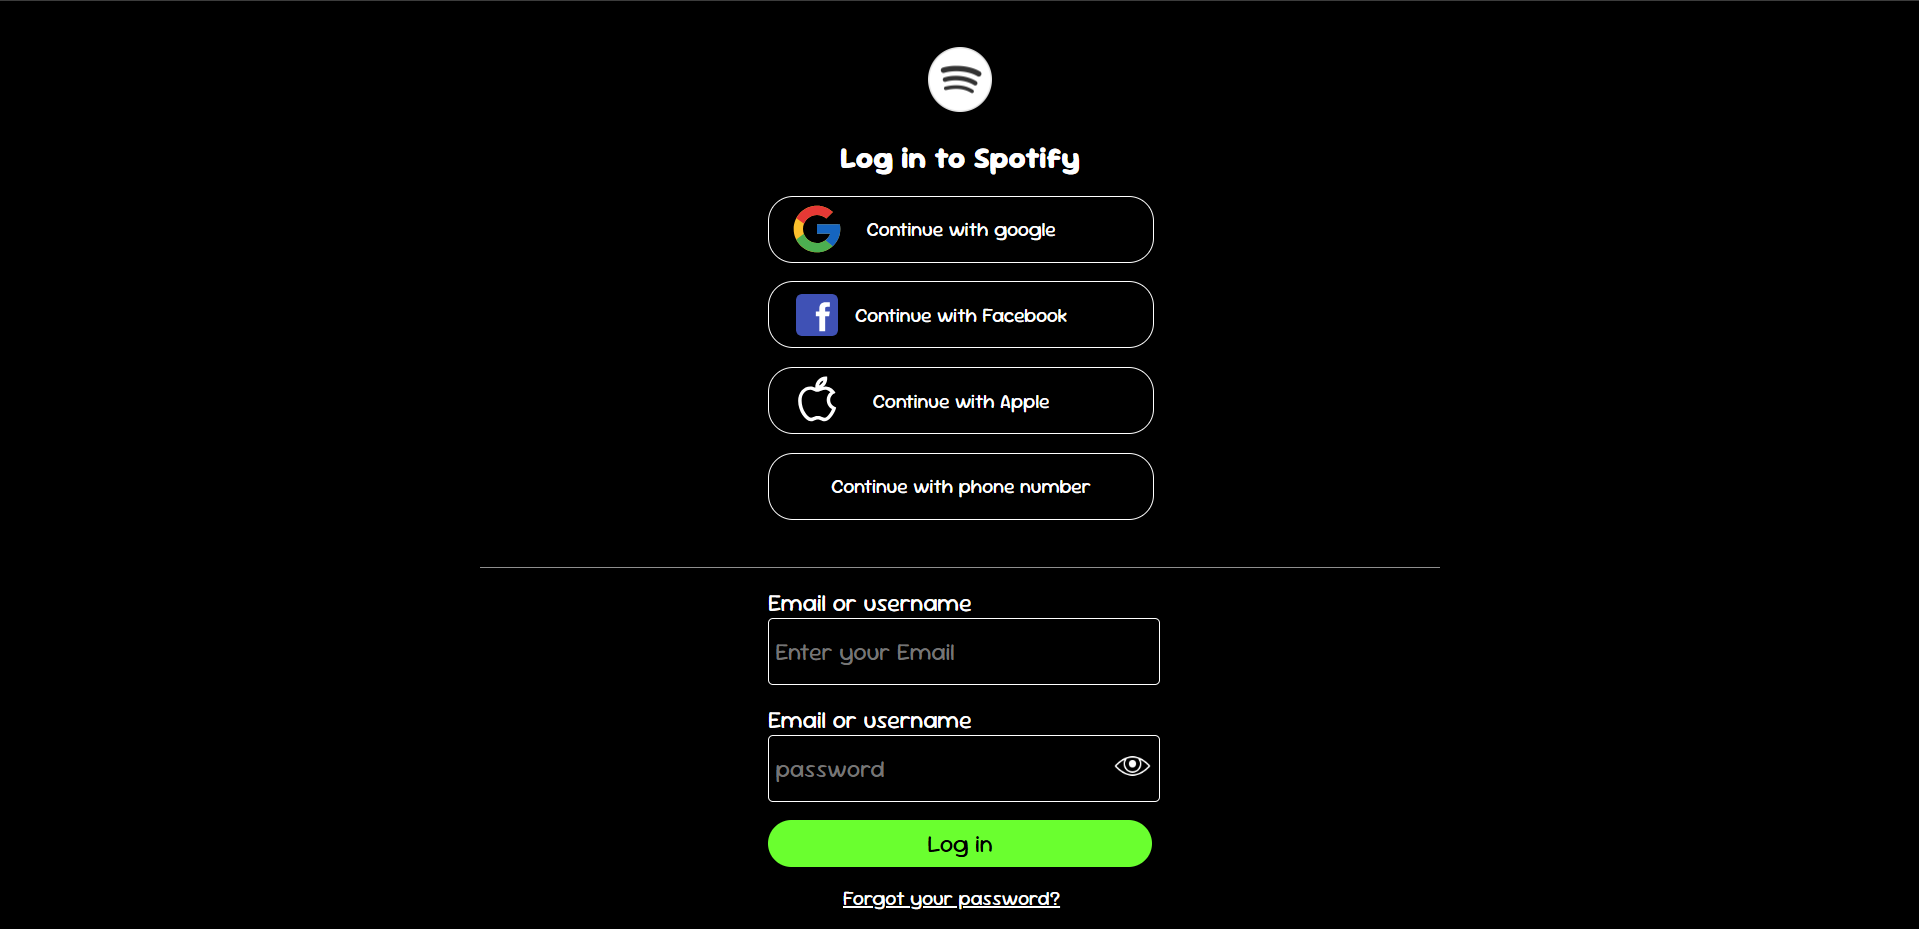 Log in to Spotify
Continue with google
Continue with Facebook
Continue with Apple
Continue with phone number
Email or username
Enter your Email
Email or username
password
Log in
Forgot your password?